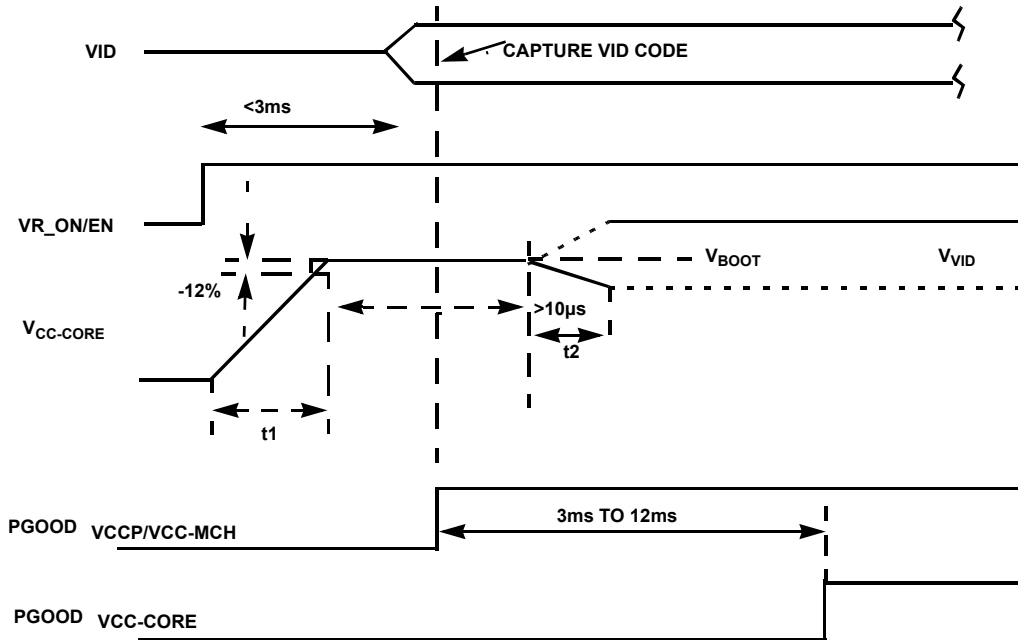 VID
CAPTURE VID CODE
<3ms
VR_ON/EN
-12%
VCC-CORE
VBOOT
VVID
>10µs
t2
t1
PGOOD VCCP/VCC-MCH
3ms TO 12ms
PGOOD VCC-CORE